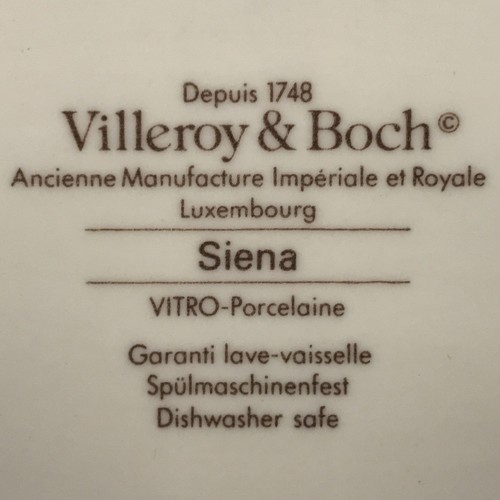 Depuis 1748
Villeroy & Boch©
Ancienne Manufacture Impériale et Royale
Luxembourg
Siena
VITRO-Porcelaine
Garanti lave-vaisselle
Spülmaschinenfest
Dishwasher safe